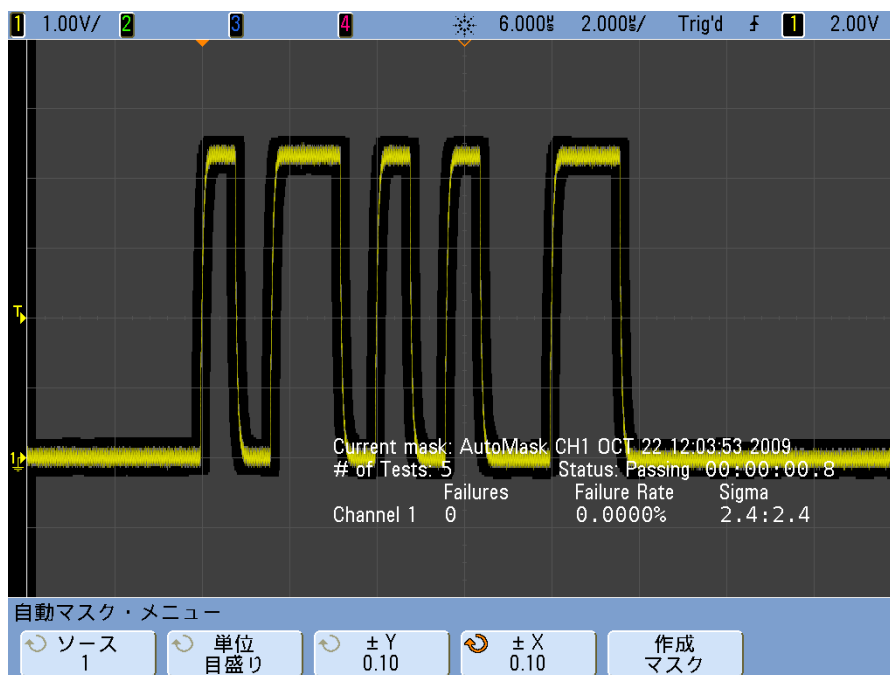 1 1.00V/ 2 3 4 6.000µs 2.000µs/ Trig'd 1 2.00V
T
1
Current mask: AutoMask CH1 OCT 22 12:03:53 2009
# of Tests: 5 Status: Passing 00:00:00.8
Failures Failure Rate Sigma
Channel 1 0 0.0000% 2.4:2.4
自動マスク・メニュー
ソース 単位 ± Y ± X 作成
1 目盛り 0.10 0.10 マスク